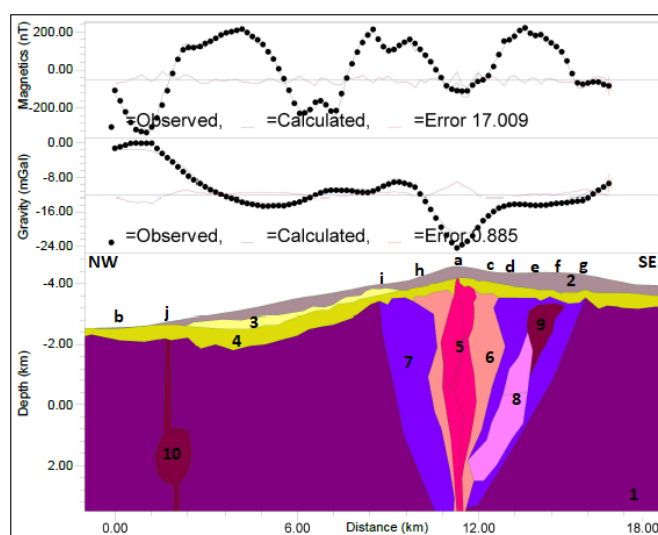 Magnetics (nT)
200.00
0.00
-200.00
=Observed, =Calculated, =Error 17.009
Gravity (mGal)
0.00
-8.00
-16.00
-24.00
=Observed, =Calculated, =Error 0.885
NW a SE
b j i h c d e f g
2
3
4
5
6
7
8
9
10
1
Depth (km)
-4.00
-2.00
0.00
2.00
0.00 6.00 Distance (km) 12.00 18.00